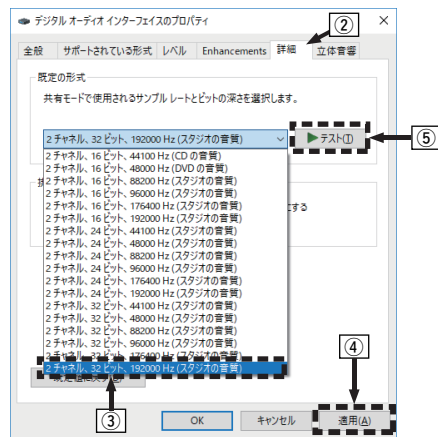 デジタル オーディオ インターフェイスのプロパティ
②
全般 サポートされている形式 レベル Enhancements 詳細 立体音響
既定の形式
共有モードで使用されるサンプル レートとビットの深さを選択します。
2 チャネル、32 ビット、192000 Hz (スタジオの音質)
▶テスト(T)
⑤
2 チャネル、16 ビット、44100 Hz (CD の音質)
2 チャネル、16 ビット、48000 Hz (DVD の音質)
2 チャネル、16 ビット、88200 Hz (スタジオの音質)
2 チャネル、16 ビット、96000 Hz (スタジオの音質)
2 チャネル、16 ビット、176400 Hz (スタジオの音質)
2 チャネル、16 ビット、192000 Hz (スタジオの音質)
2 チャネル、24 ビット、44100 Hz (スタジオの音質)
2 チャネル、24 ビット、48000 Hz (スタジオの音質)
2 チャネル、24 ビット、88200 Hz (スタジオの音質)
2 チャネル、24 ビット、96000 Hz (スタジオの音質)
2 チャネル、24 ビット、176400 Hz (スタジオの音質)
2 チャネル、24 ビット、192000 Hz (スタジオの音質)
2 チャネル、32 ビット、44100 Hz (スタジオの音質)
2 チャネル、32 ビット、48000 Hz (スタジオの音質)
2 チャネル、32 ビット、88200 Hz (スタジオの音質)
2 チャネル、32 ビット、96000 Hz (スタジオの音質)
2 チャネル、32 ビット、176400 Hz (スタジオの音質)
2 チャネル、32 ビット、192000 Hz (スタジオの音質)
にする
④
③
OK キャンセル 適用(A)